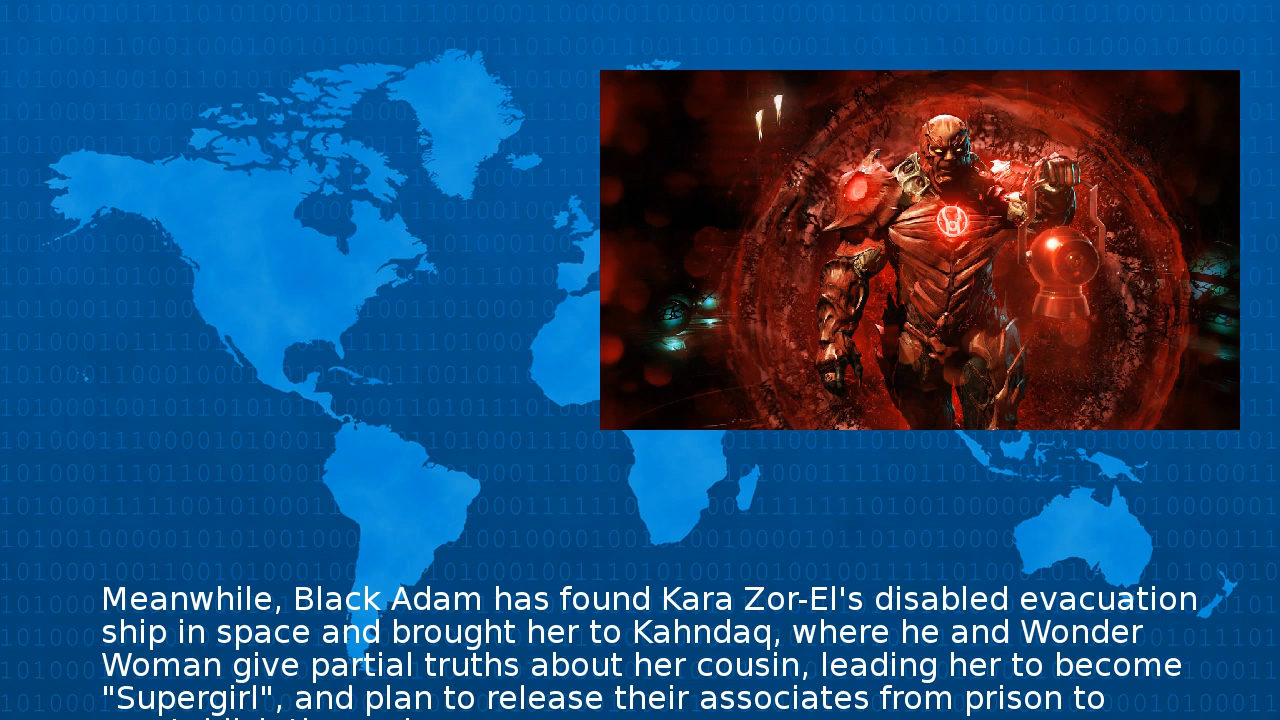 Meanwhile, Black Adam has found Kara Zor-El's disabled evacuation
ship in space and brought her to Kahndaq, where he and Wonder
Woman give partial truths about her cousin, leading her to become
"Supergirl", and plan to release their associates from prison to